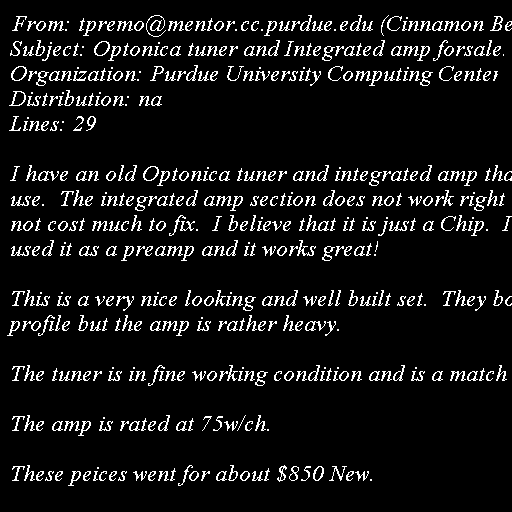 From: tpremo@mentor.cc.purdue.edu (Cinnamon Be
Subject: Optonica tuner and Integrated amp forsale.
Organization: Purdue University Computing Center
Distribution: na
Lines: 29

I have an old Optonica tuner and integrated amp tha
use.  The integrated amp section does not work right
not cost much to fix.  I believe that it is just a Chip.  I
used it as a preamp and it works great!

This is a very nice looking and well built set.  They bo
profile but the amp is rather heavy.

The tuner is in fine working condition and is a match

The amp is rated at 75w/ch.

These peices went for about $850 New.